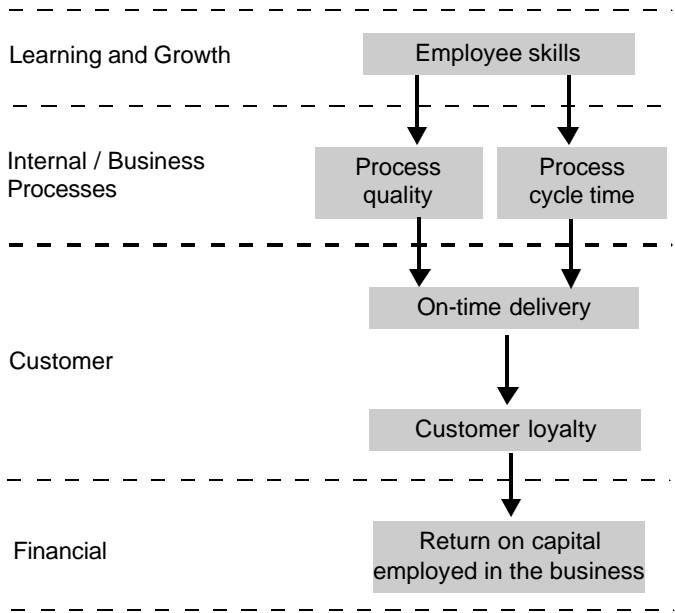 Learning and Growth
Employee skills
Internal / Business
Processes
Process
quality
Process
cycle time
On-time delivery
Customer
Customer loyalty
Financial
Return on capital
employed in the business